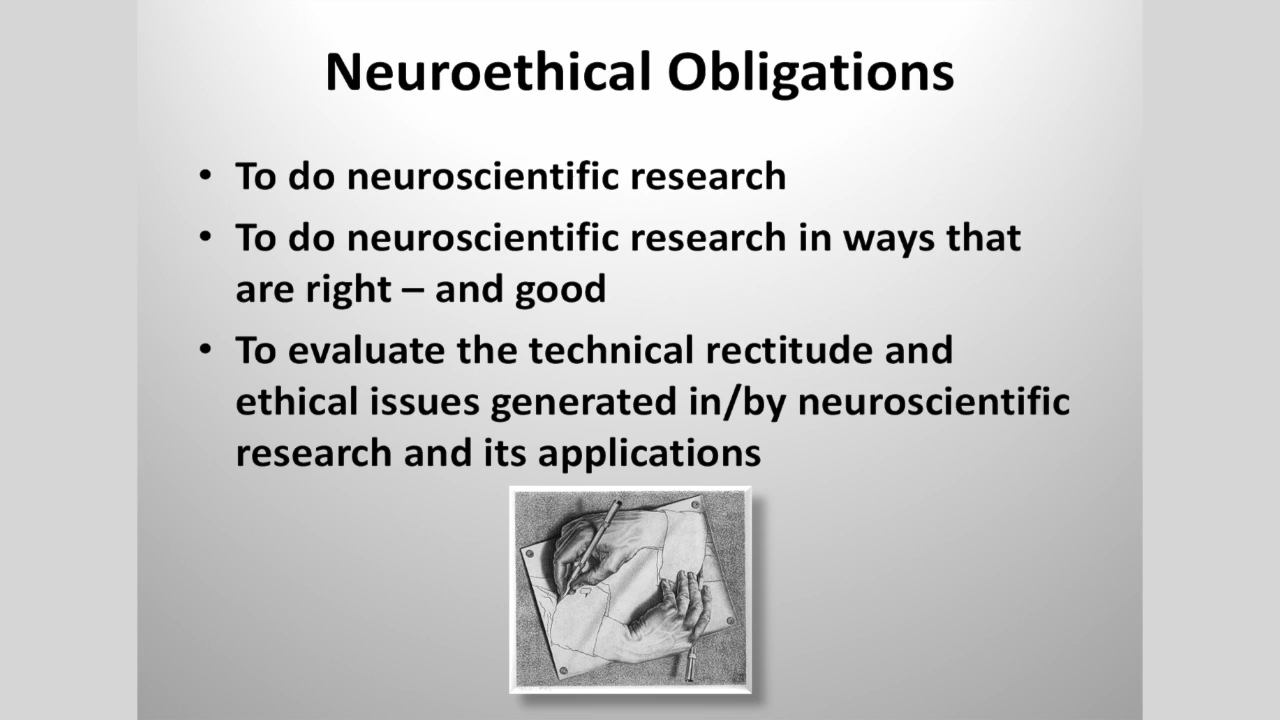 Neuroethical Obligations
• To do neuroscientific research
• To do neuroscientific research in ways that
are right – and good
• To evaluate the technical rectitude and
ethical issues generated in/by neuroscientific
research and its applications